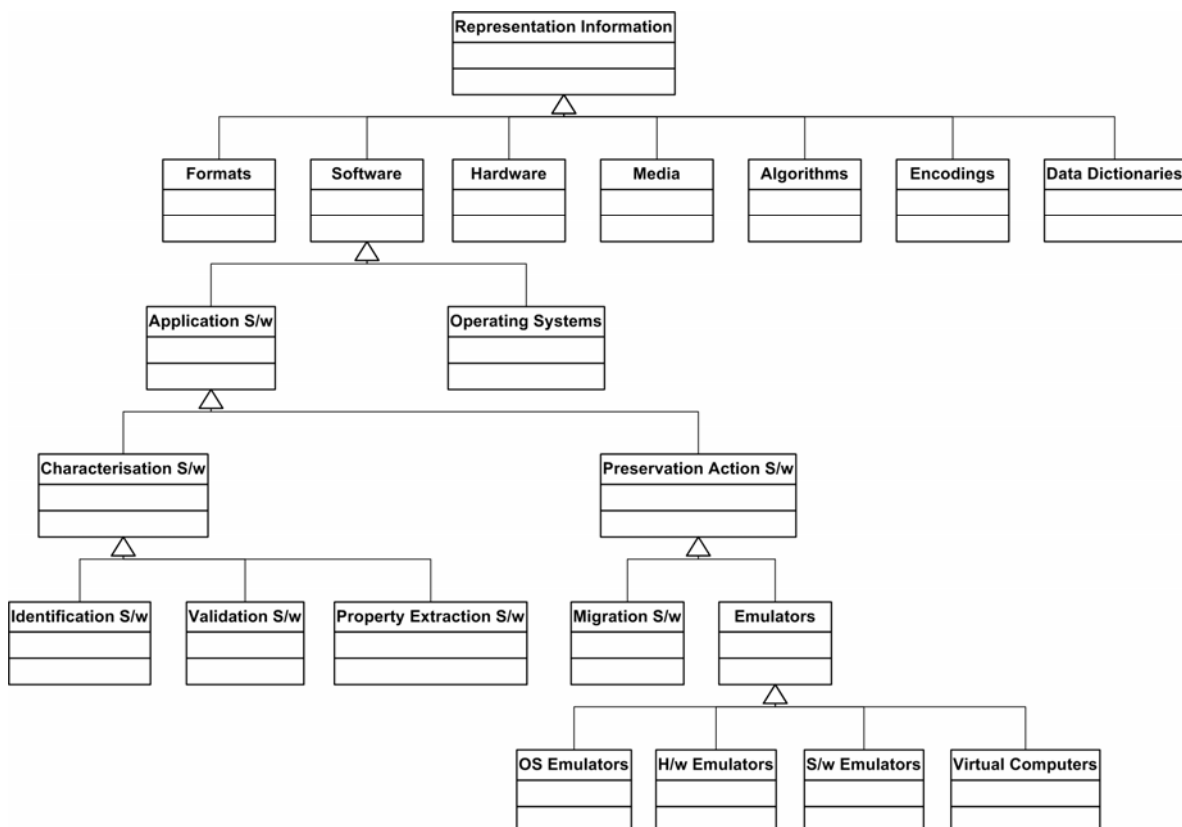 Representation Information
Formats
Software
Hardware
Media
Algorithms
Encodings
Data Dictionaries
Application S/w
Operating Systems
Characterisation S/w
Preservation Action S/w
Identification S/w
Validation S/w
Property Extraction S/w
Migration S/w
Emulators
OS Emulators
H/w Emulators
S/w Emulators
Virtual Computers